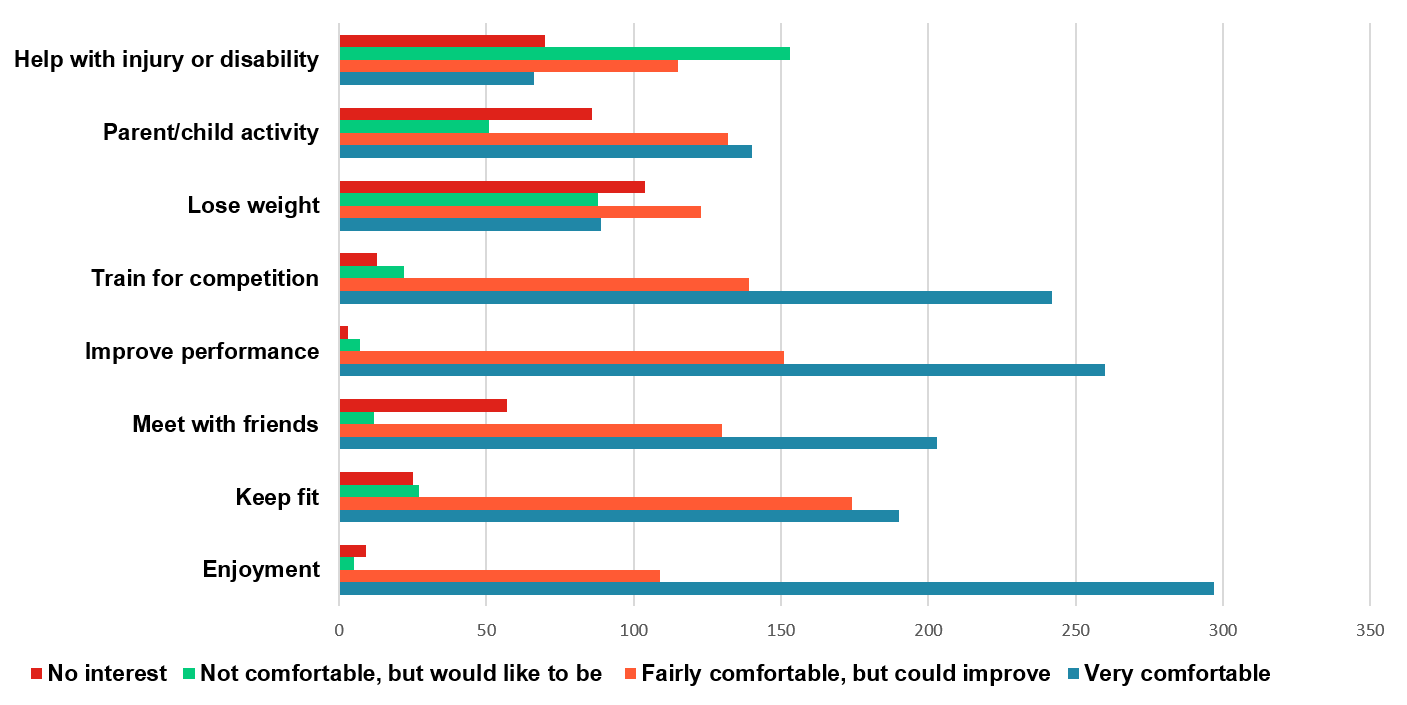 Help with injury or disability
Parent/child activity
Lose weight
Train for competition
Improve performance
Meet with friends
Keep fit
Enjoyment
0 50 100 150 200 250 300 350
No interest Not comfortable, but would like to be Fairly comfortable, but could improve Very comfortable